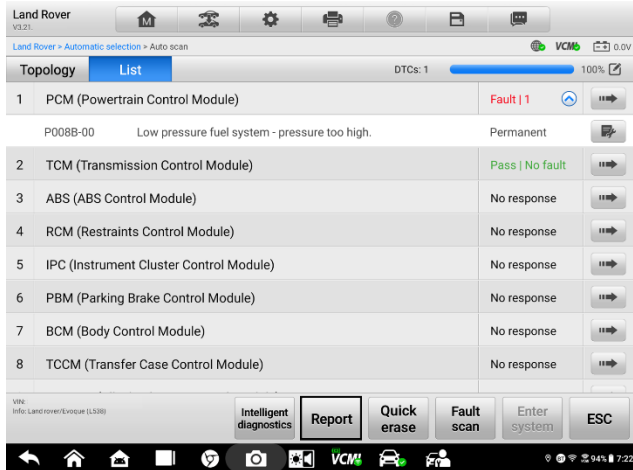 Land Rover
V3.21.
Land Rover > Automatic selection > Auto scan
VCMI
0.0V
Topology
List
DTCs: 1
100%
1 PCM (Powertrain Control Module) Fault | 1
P008B-00 Low pressure fuel system - pressure too high. Permanent
2 TCM (Transmission Control Module) Pass | No fault
3 ABS (ABS Control Module) No response
4 RCM (Restraints Control Module) No response
5 IPC (Instrument Cluster Control Module) No response
6 PBM (Parking Brake Control Module) No response
7 BCM (Body Control Module) No response
8 TCCM (Transfer Case Control Module) No response
VIN:
Info: Land rover/Evoque (L538)
Intelligent diagnostics
Report
Quick erase
Fault scan
Enter system
ESC
VCMI
94% 7:22